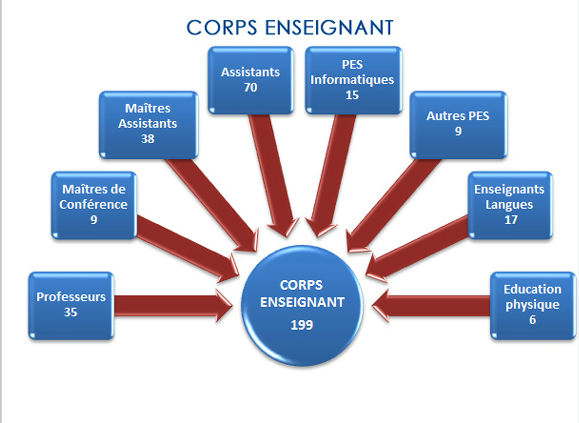 CORPS ENSEIGNANT
Assistants
70
PES
Informatiques
15
Maîtres
Assistants
38
Autres PES
9
Maîtres de
Conférence
9
Enseignants
Langues
17
Professeurs
35
CORPS
ENSEIGNANT
199
Education
physique
6